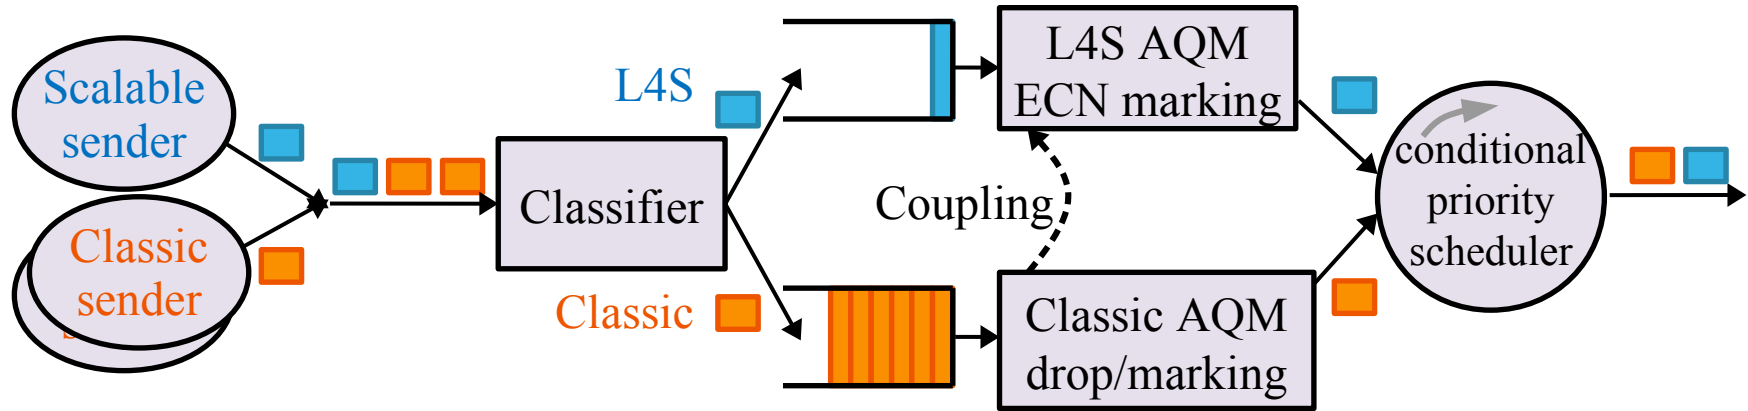 Scalable
sender
Classic
sender
L4S
Classic
Classifier
L4S AQM
ECN marking
Coupling
Classic AQM
drop/marking
conditional
priority
scheduler